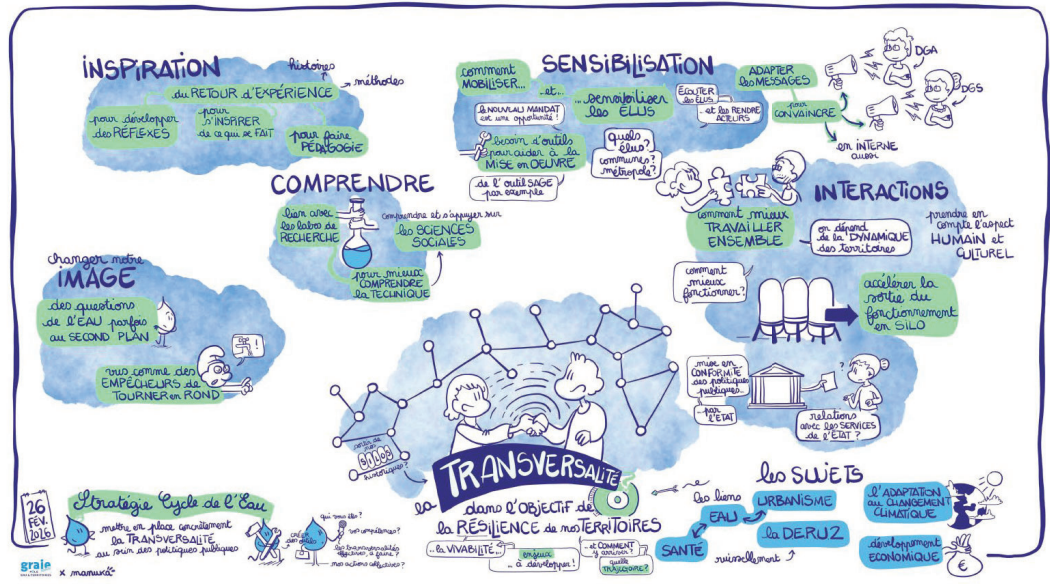 INSPIRATION
histoires
méthodes
du RETOUR d'EXPÉRIENCE
pour développer
des RÉFLEXES
pour
s'INSPIRER
de ce qui se FAIT
pour faire
PÉDAGOGIE
SENSIBILISATION
comment
MOBILISER...
...et...
...sensibiliser
les ÉLUS
ÉCOUTER
les ÉLUS...
...et les RENDRE
ACTEURS
le NOUVEAU MANDAT
est une opportunité !
besoin d'outils
pour aider à la
MISE en OEUVRE
de l'outil SAGE
par exemple
quels
élus ?
communes ?
métropole ?
ADAPTER
les MESSAGES
pour
CONVAINCRE
DGA
DGS
en INTERNE
aussi
COMPRENDRE
lien avec
les labos de
RECHERCHE
comprendre et s'appuyer sur
les SCIENCES
SOCIALES
pour mieux
COMPRENDRE
la TECHNIQUE
INTERACTIONS
comment mieux
TRAVAILLER
ENSEMBLE
on dépend
de la DYNAMIQUE
des territoires
prendre en
compte l'aspect
HUMAIN et
CULTUREL
comment
mieux
fonctionner ?
accélérer la
sortie du
fonctionnement
en SILO
mise en
CONFORMITÉ
des politiques
publiques...
...par
l'ÉTAT
?
relations
avec les SERVICES
de l'ÉTAT ?
changer notre
IMAGE
des questions
de l'EAU parfois
au SECOND PLAN
vus comme des
EMPÊCHEURS de
TOURNER en ROND
sortir de
nos
SILOS
historiques ?
la
TRANSVERSALITÉ
dans l'OBJECTIF de
la RÉSILIENCE de nos TERRITOIRES
...la VIVABILITÉ...
enjeux
...à développer !
...et COMMENT
y arriver ?
quelle
TRAJECTOIRE ?
les SUJETS
les liens
EAU
URBANISME
SANTÉ
la DERU2
ruissellement
l'ADAPTATION
au CHANGEMENT
CLIMATIQUE
développement
ÉCONOMIQUE
€
26
FÉV.
2026
Stratégie Cycle de l'Eau
mettre en place concrètement
la TRANSVERSALITÉ
au sein des politiques publiques
qui vous êtes ?
nos compétences ?
les transversalités
nos actions collectives ?
graie
x manuka